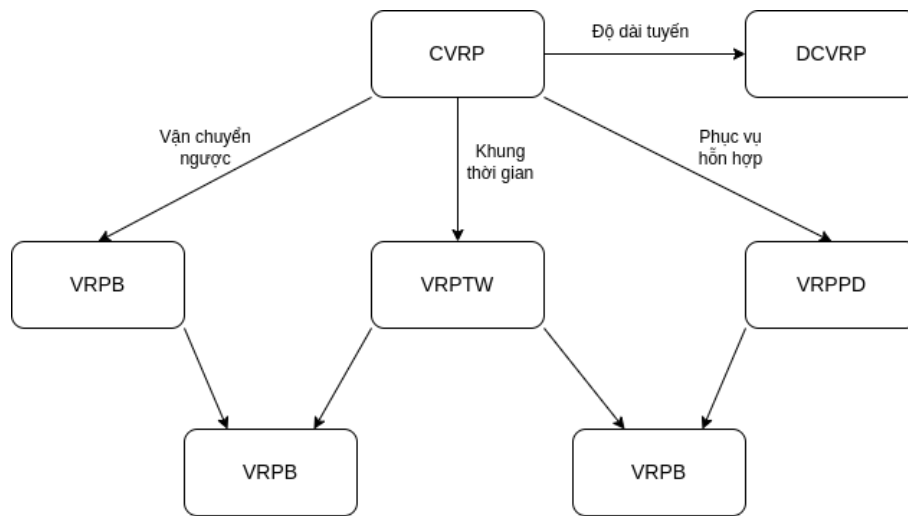 CVRP
Độ dài tuyến
DCVRP
Vận chuyển
ngược
Khung
thời gian
Phục vụ
hỗn hợp
VRPB
VRPTW
VRPPD
VRPB
VRPB